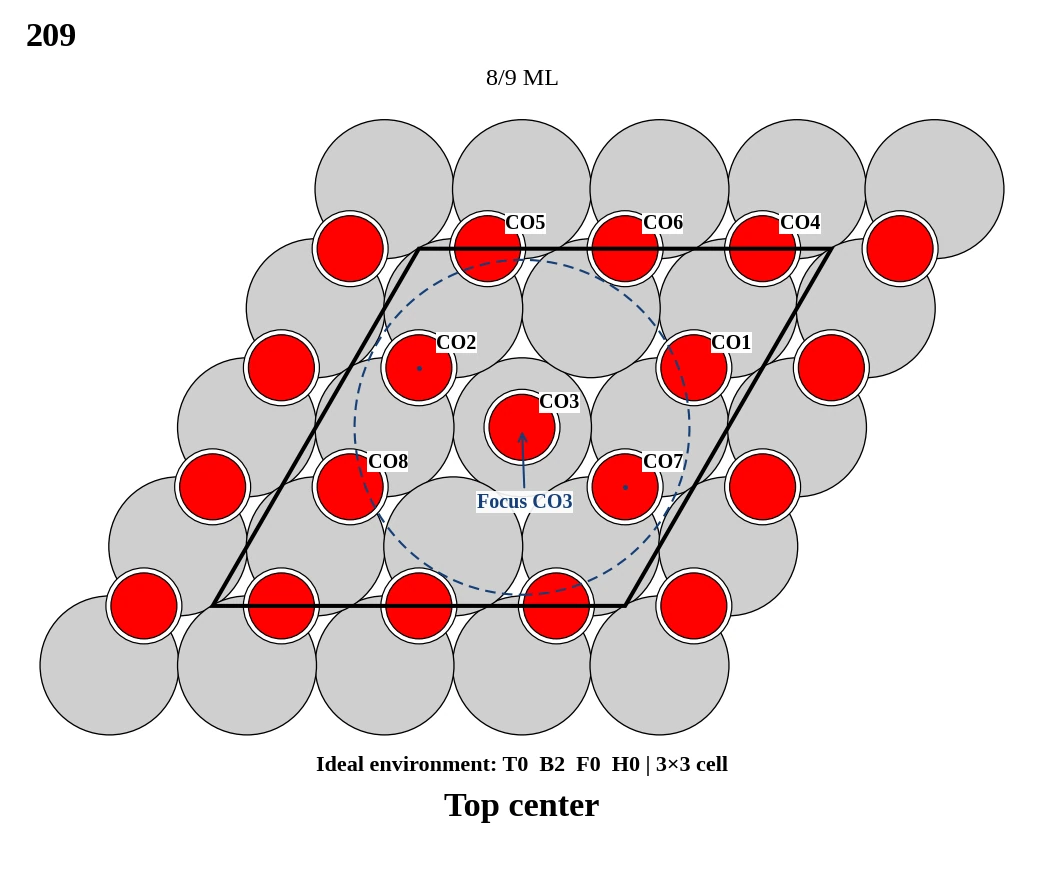 209
8/9 ML
CO5 CO6 CO4
CO2 CO1
CO3
CO8 CO7
Focus CO3
Ideal environment: T0 B2 F0 H0 | 3×3 cell
Top center